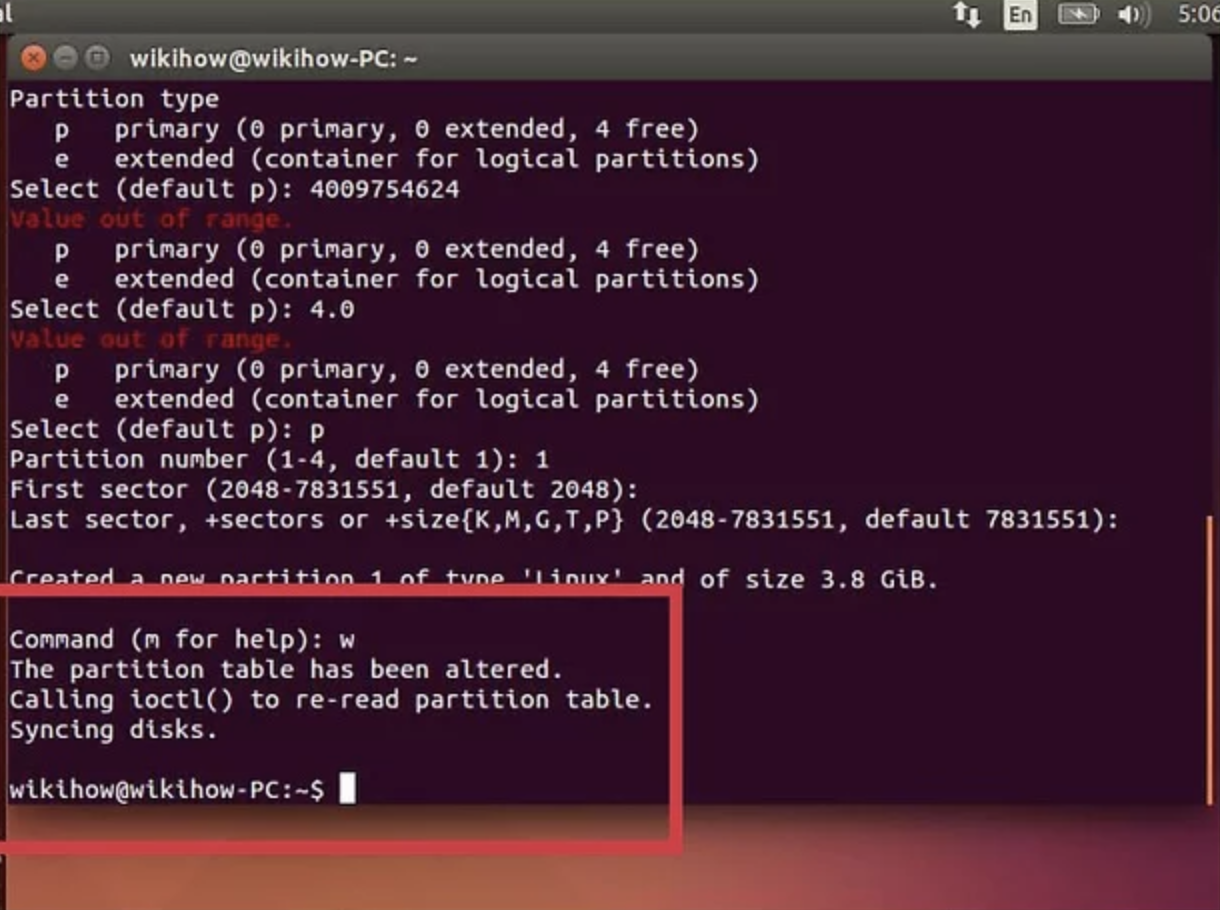 al
En
5:06
wikihow@wikihow-PC: ~
Partition type
   p   primary (0 primary, 0 extended, 4 free)
   e   extended (container for logical partitions)
Select (default p): 4009754624
Value out of range.
   p   primary (0 primary, 0 extended, 4 free)
   e   extended (container for logical partitions)
Select (default p): 4.0
Value out of range.
   p   primary (0 primary, 0 extended, 4 free)
   e   extended (container for logical partitions)
Select (default p): p
Partition number (1-4, default 1): 1
First sector (2048-7831551, default 2048):
Last sector, +sectors or +size{K,M,G,T,P} (2048-7831551, default 7831551):
Created a new partition 1 of type 'Linux' and of size 3.8 GiB.
Command (m for help): w
The partition table has been altered.
Calling ioctl() to re-read partition table.
Syncing disks.
wikihow@wikihow-PC:~$